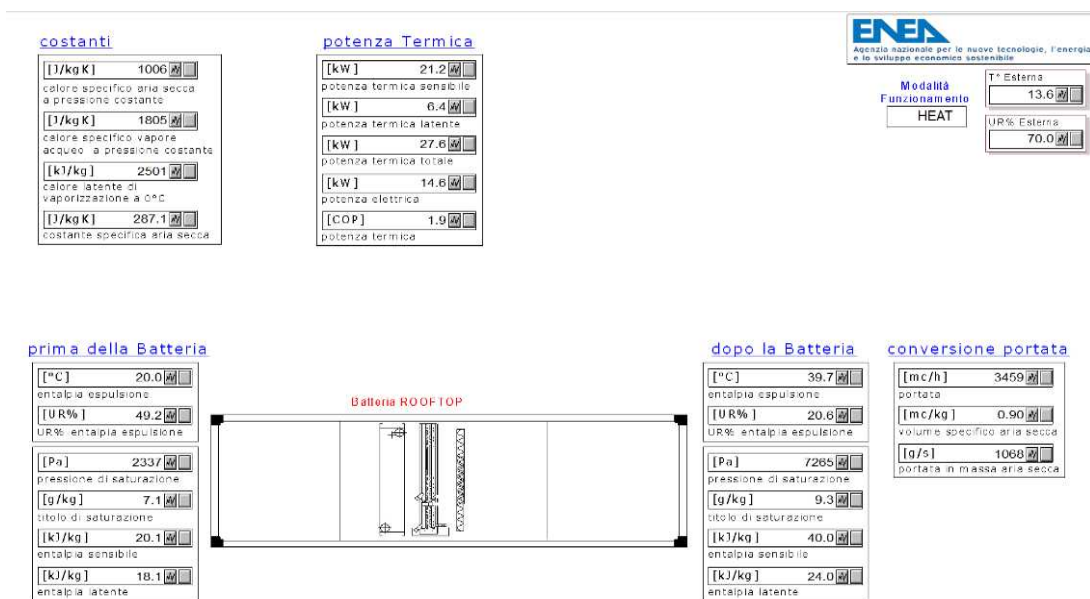 costanti
[J/kgK] 1006
calore specifico aria secca
a pressione costante
[J/kgK] 1805
calore specifico vapore
acqueo a pressione costante
[kJ/kg] 2501
calore latente di
vaporizzazione a 0°C
[J/kgK] 287.1
costante specifica aria secca
potenza Termica
[kW] 21.2
potenza termica sensibile
[kW] 6.4
potenza termica latente
[kW] 27.6
potenza termica totale
[kW] 14.6
potenza elettrica
[COP] 1.9
potenza termica
ENEA
Agenzia nazionale per le nuove tecnologie, l'energia
e lo sviluppo economico sostenibile
Modalità
Funzionamento
HEAT
T° Esterna
13.6
UR% Esterna
70.0
prima della Batteria
[°C] 20.0
entalpia espulsione
[UR%] 49.2
UR% entalpia espulsione
[Pa] 2337
pressione di saturazione
[g/kg] 7.1
titolo di saturazione
[kJ/kg] 20.1
entalpia sensibile
[kJ/kg] 18.1
entalpia latente
Batteria ROOFTOP
dopo la Batteria
[°C] 39.7
entalpia espulsione
[UR%] 20.6
UR% entalpia espulsione
[Pa] 7265
pressione di saturazione
[g/kg] 9.3
titolo di saturazione
[kJ/kg] 40.0
entalpia sensibile
[kJ/kg] 24.0
entalpia latente
conversione portata
[mc/h] 3459
portata
[mc/kg] 0.90
volume specifico aria secca
[g/s] 1068
portata in massa aria secca